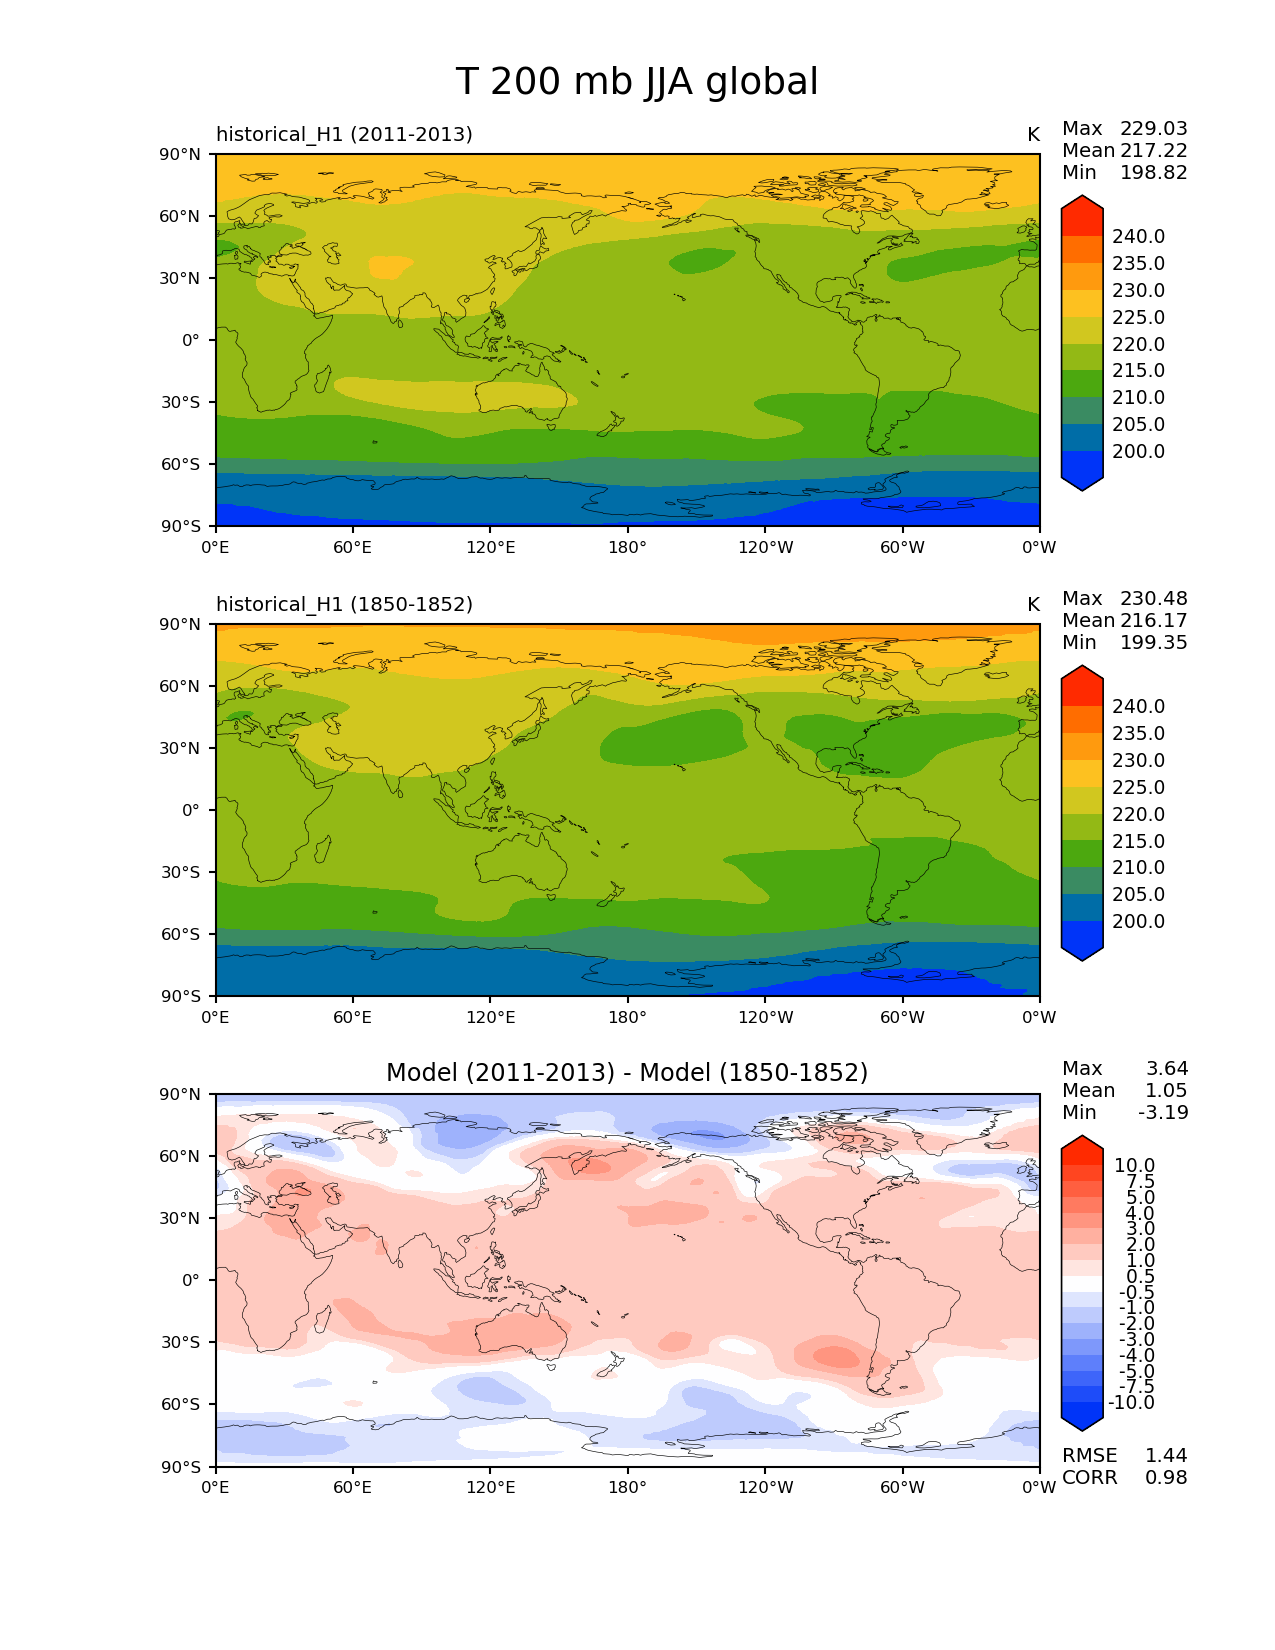 T 200 mb JJA global
historical_H1 (2011-2013)
K
Max 229.03
Mean 217.22
Min 198.82
90°N
60°N
30°N
0°
30°S
60°S
90°S
0°E 60°E 120°E 180° 120°W 60°W 0°W
240.0
235.0
230.0
225.0
220.0
215.0
210.0
205.0
200.0
historical_H1 (1850-1852)
K
Max 230.48
Mean 216.17
Min 199.35
90°N
60°N
30°N
0°
30°S
60°S
90°S
0°E 60°E 120°E 180° 120°W 60°W 0°W
240.0
235.0
230.0
225.0
220.0
215.0
210.0
205.0
200.0
Model (2011-2013) - Model (1850-1852)
Max 3.64
Mean 1.05
Min -3.19
90°N
60°N
30°N
0°
30°S
60°S
90°S
0°E 60°E 120°E 180° 120°W 60°W 0°W
10.0
7.5
5.0
4.0
3.0
2.0
1.0
0.5
-0.5
-1.0
-2.0
-3.0
-4.0
-5.0
-7.5
-10.0
RMSE 1.44
CORR 0.98